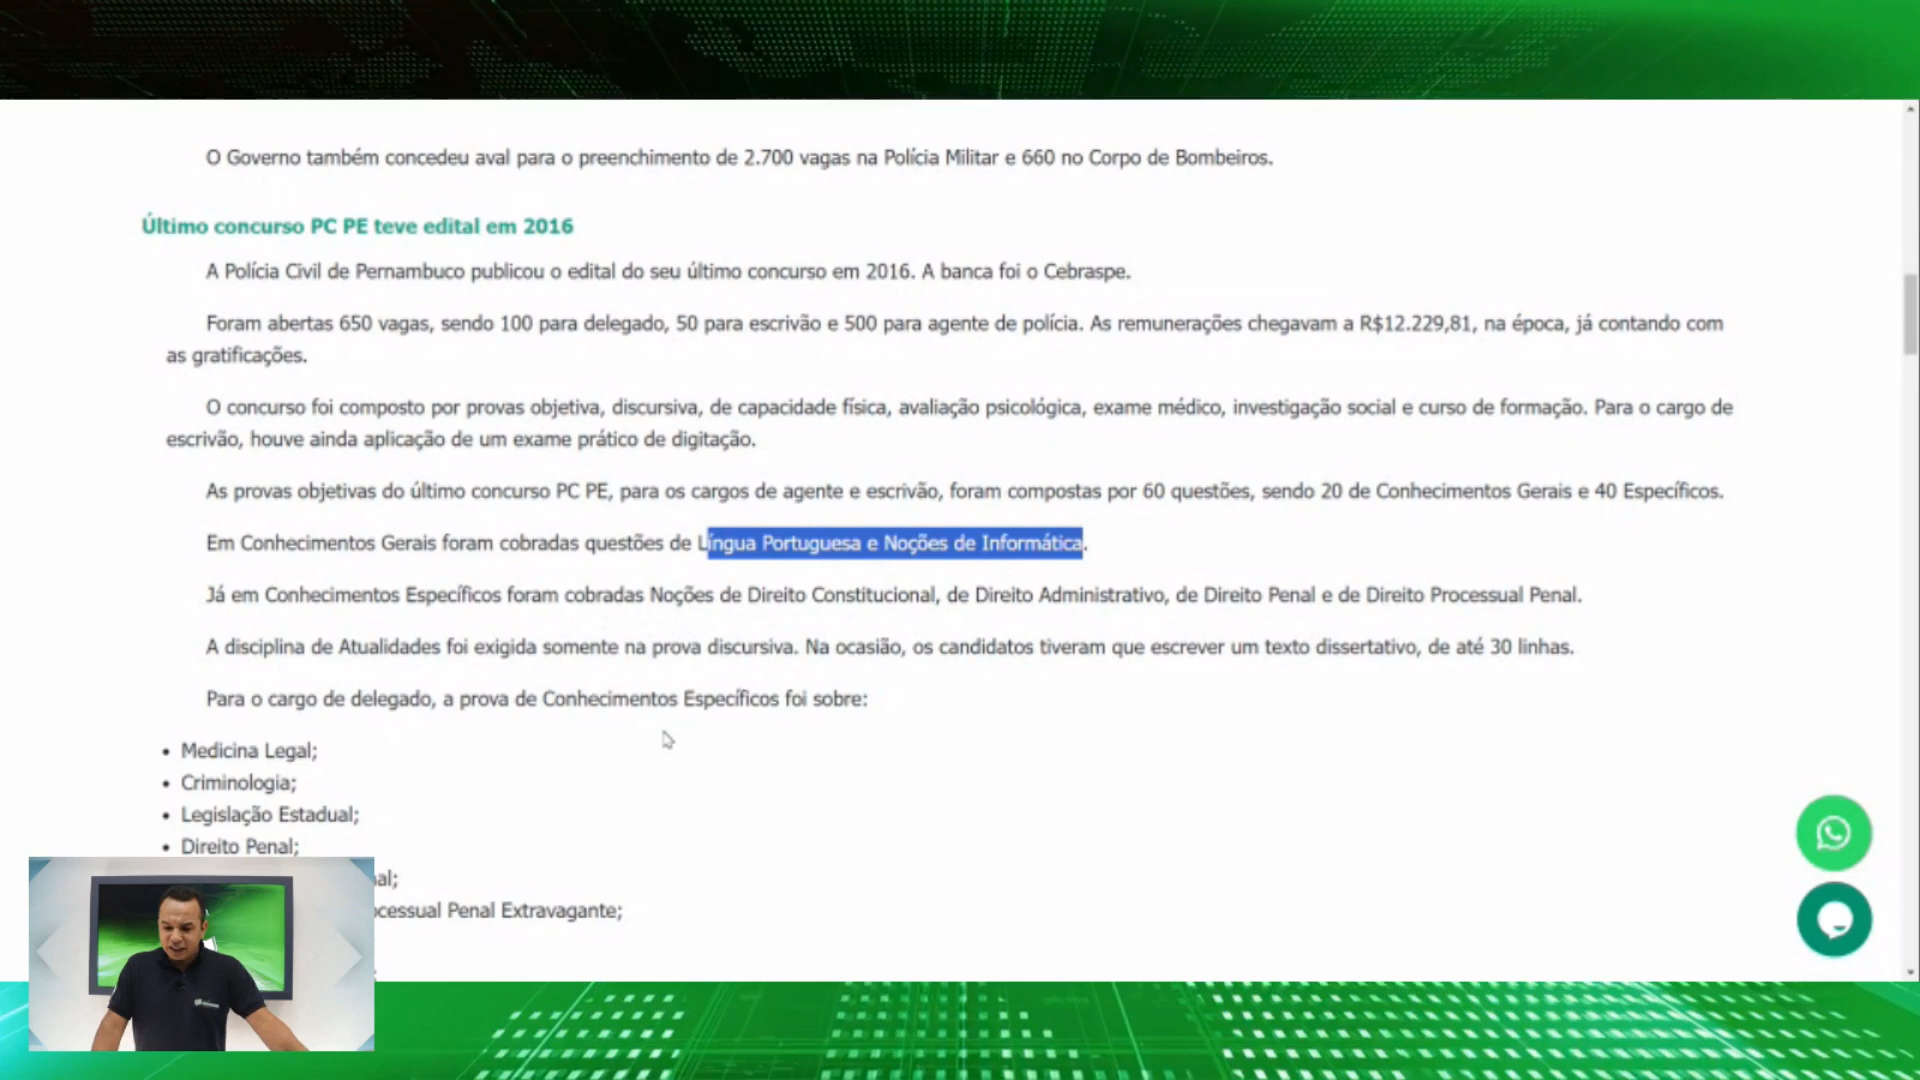 O Governo também concedeu aval para o preenchimento de 2.700 vagas na Polícia Militar e 660 no Corpo de Bombeiros.
Último concurso PC PE teve edital em 2016
A Polícia Civil de Pernambuco publicou o edital do seu último concurso em 2016. A banca foi o Cebraspe.
Foram abertas 650 vagas, sendo 100 para delegado, 50 para escrivão e 500 para agente de polícia. As remunerações chegavam a R$12.229,81, na época, já contando com
as gratificações.
O concurso foi composto por provas objetiva, discursiva, de capacidade física, avaliação psicológica, exame médico, investigação social e curso de formação. Para o cargo de
escrivão, houve ainda aplicação de um exame prático de digitação.
As provas objetivas do último concurso PC PE, para os cargos de agente e escrivão, foram compostas por 60 questões, sendo 20 de Conhecimentos Gerais e 40 Específicos.
Em Conhecimentos Gerais foram cobradas questões de Língua Portuguesa e Noções de Informática.
Já em Conhecimentos Específicos foram cobradas Noções de Direito Constitucional, de Direito Administrativo, de Direito Penal e de Direito Processual Penal.
A disciplina de Atualidades foi exigida somente na prova discursiva. Na ocasião, os candidatos tiveram que escrever um texto dissertativo, de até 30 linhas.
Para o cargo de delegado, a prova de Conhecimentos Específicos foi sobre:
• Medicina Legal;
• Criminologia;
• Legislação Estadual;
• Direito Penal;
al;
cessual Penal Extravagante;